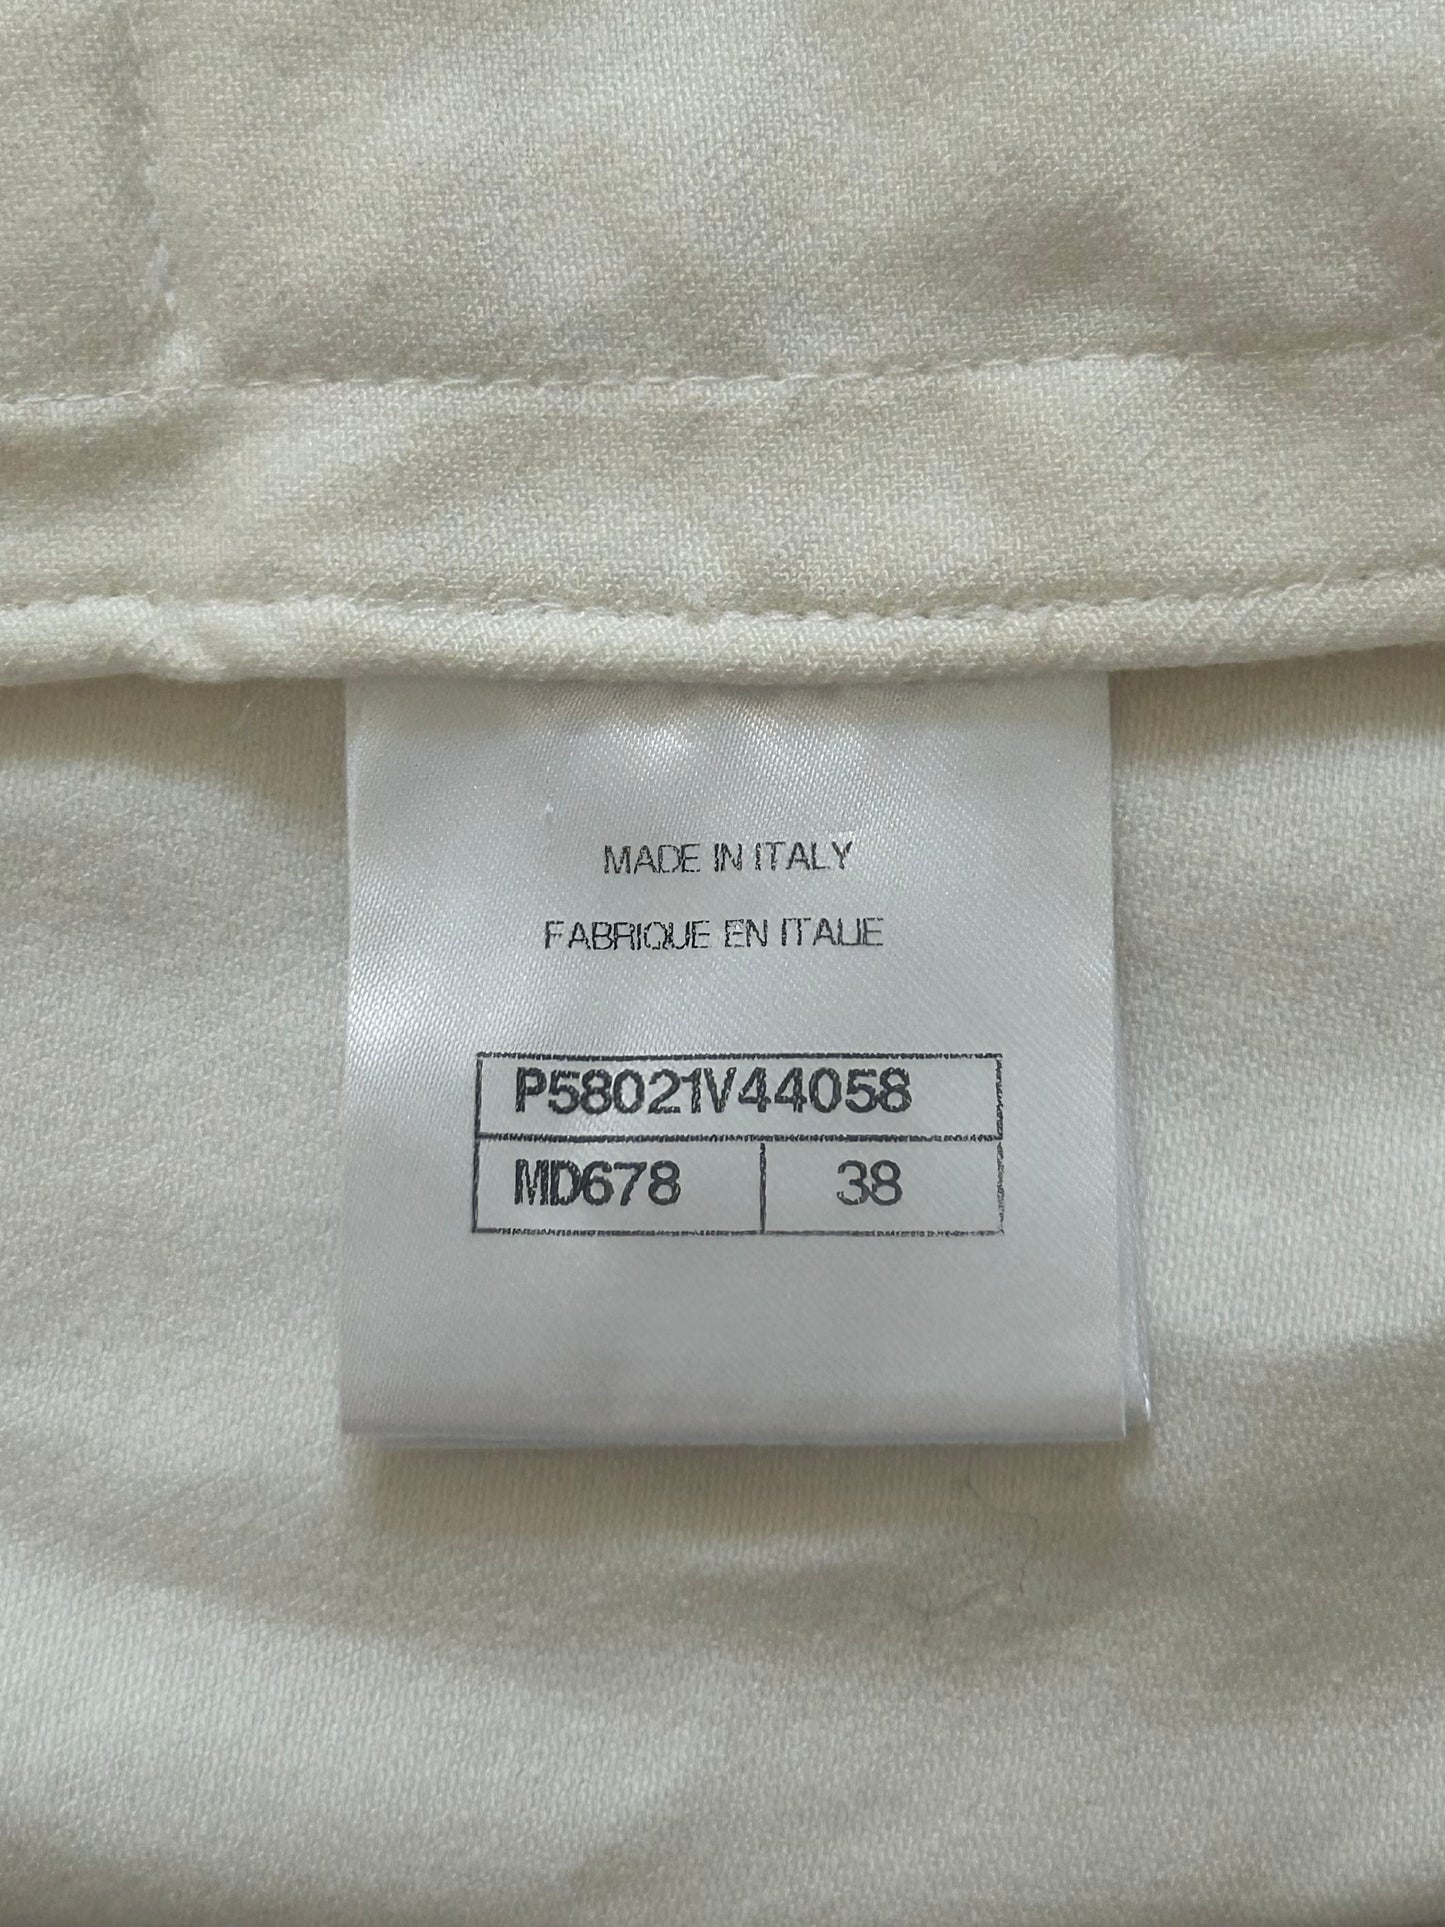 MADE IN ITALY
FABRIQUE EN ITALIE
P58021V44058
MD678 38